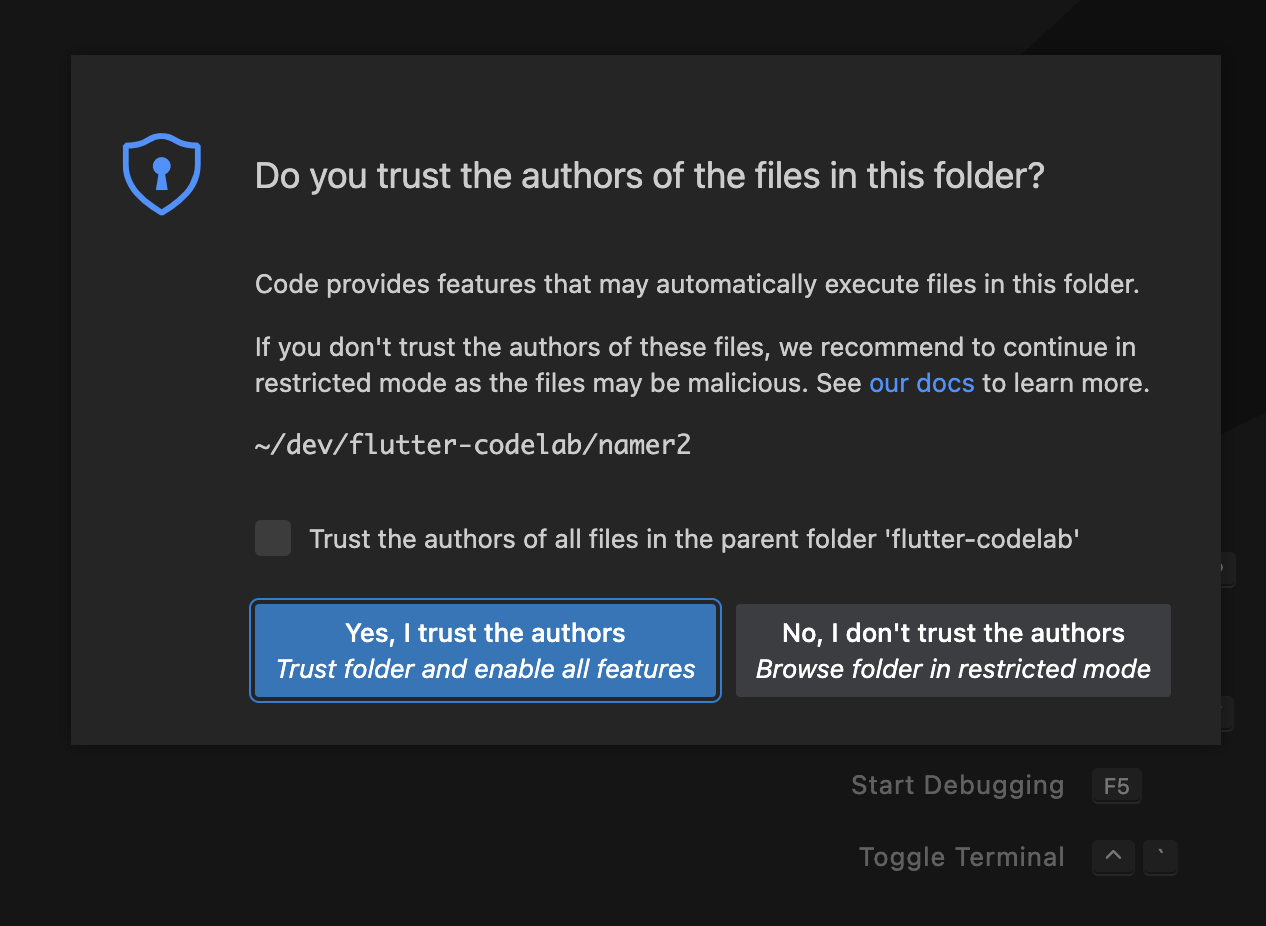 Do you trust the authors of the files in this folder?
Code provides features that may automatically execute files in this folder.
If you don't trust the authors of these files, we recommend to continue in
restricted mode as the files may be malicious. See our docs to learn more.
~/dev/flutter-codelab/namer2
Trust the authors of all files in the parent folder 'flutter-codelab'
Yes, I trust the authors
Trust folder and enable all features
No, I don't trust the authors
Browse folder in restricted mode
Start Debugging F5
Toggle Terminal ^ `